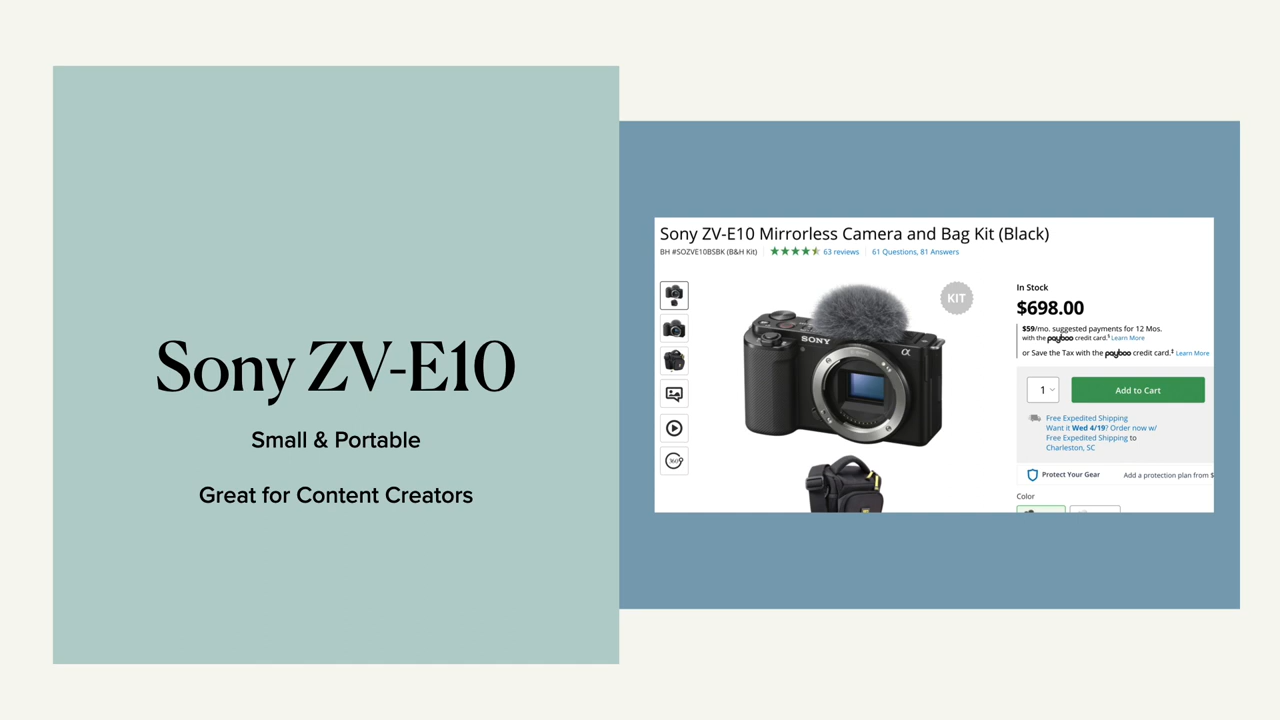 Sony ZV-E10
Small & Portable
Great for Content Creators
Sony ZV-E10 Mirrorless Camera and Bag Kit (Black)
BH #SOZVE10BSBK (B&H Kit)
63 reviews
61 Questions, 81 Answers
KIT
SONY
α
360º
In Stock
$698.00
$59/mo. suggested payments for 12 Mos.
with the payboo credit card.§ Learn More
or Save the Tax with the payboo credit card.‡ Learn More
1
Add to Cart
Free Expedited Shipping
Want it Wed 4/19? Order now w/
Free Expedited Shipping to
Charleston, SC
Protect Your Gear
Add a protection plan from $
Color